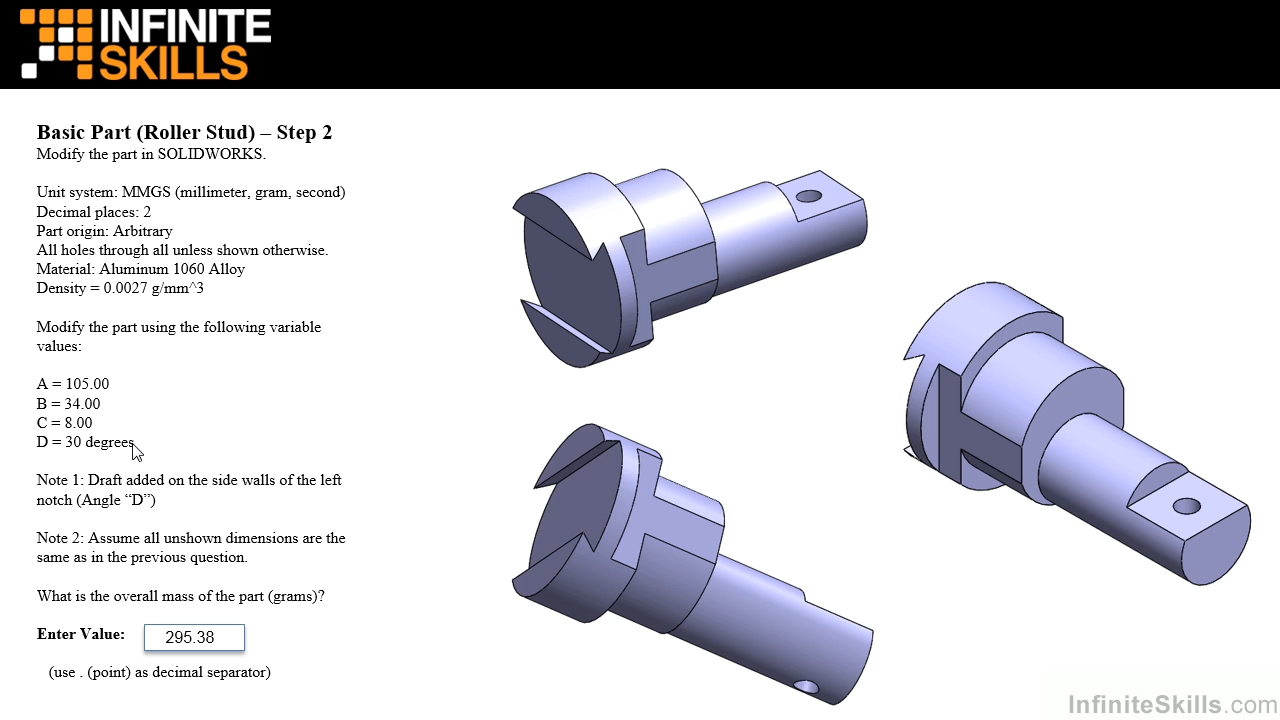 INFINITE
SKILLS
Basic Part (Roller Stud) – Step 2
Modify the part in SOLIDWORKS.
Unit system: MMGS (millimeter, gram, second)
Decimal places: 2
Part origin: Arbitrary
All holes through all unless shown otherwise.
Material: Aluminum 1060 Alloy
Density = 0.0027 g/mm^3
Modify the part using the following variable
values:
A = 105.00
B = 34.00
C = 8.00
D = 30 degrees
Note 1: Draft added on the side walls of the left
notch (Angle “D”)
Note 2: Assume all unshown dimensions are the
same as in the previous question.
What is the overall mass of the part (grams)?
Enter Value: 295.38
(use . (point) as decimal separator)
InfiniteSkills.com